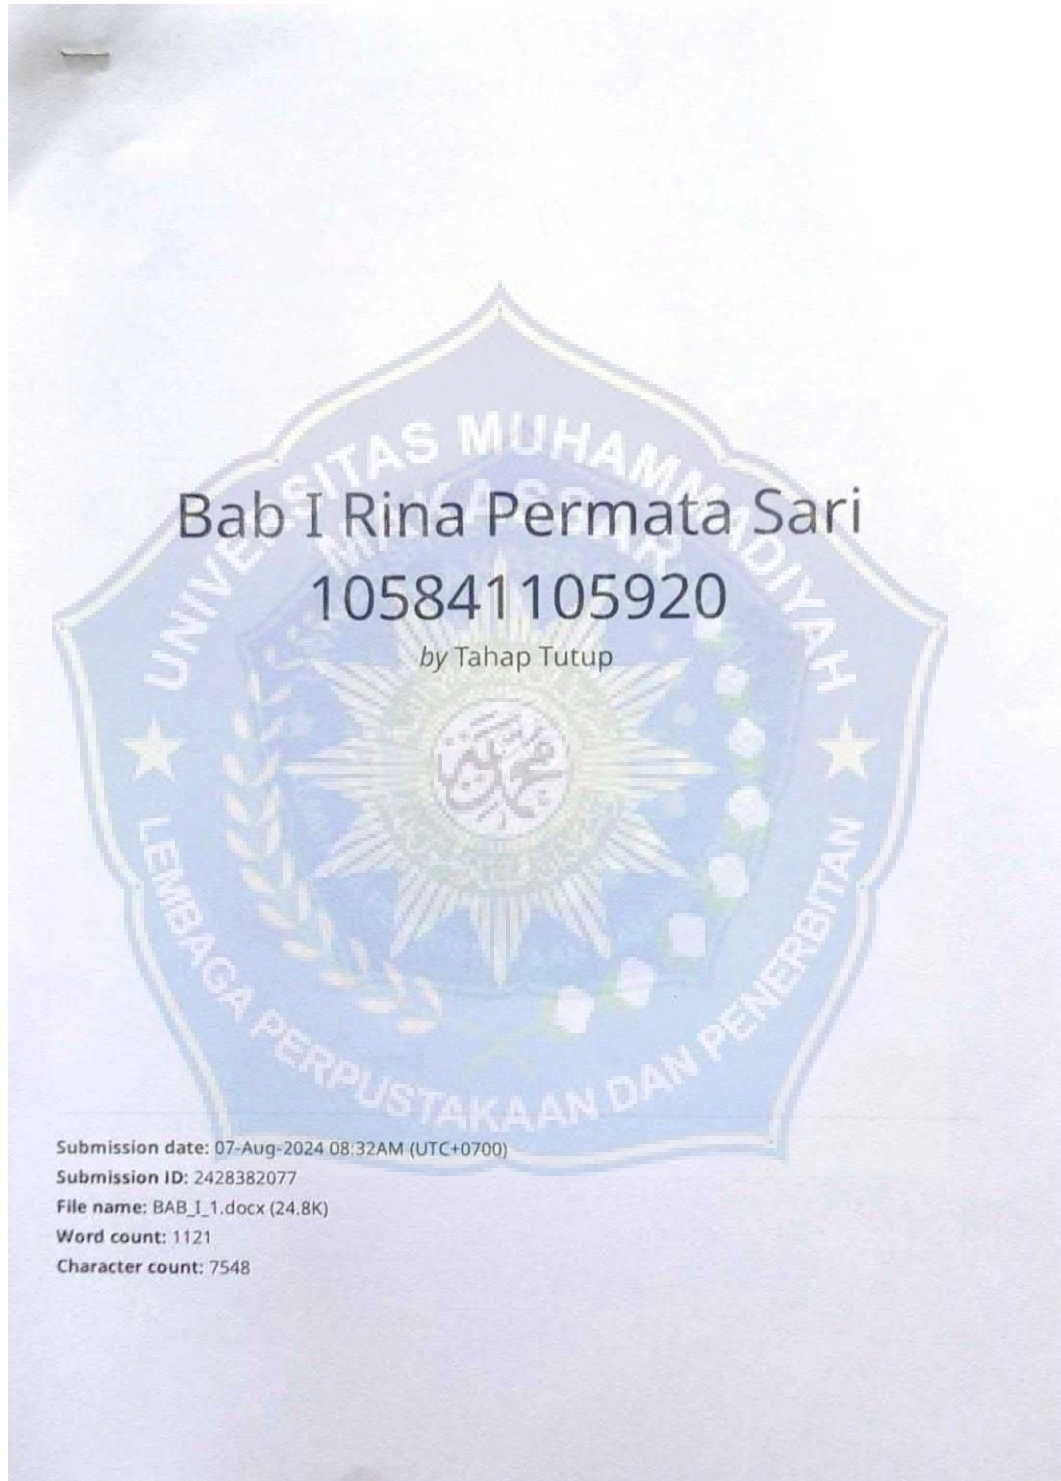 UNIVERSITAS MUHAMMADIYAH
MAKASSAR
Bab I Rina Permata Sari
105841105920
by Tahap Tutup
LEMBAGA PERPUSTAKAAN DAN PENERBITAN
Submission date: 07-Aug-2024 08:32AM (UTC+0700)
Submission ID: 2428382077
File name: BAB_I_1.docx (24.8K)
Word count: 1121
Character count: 7548